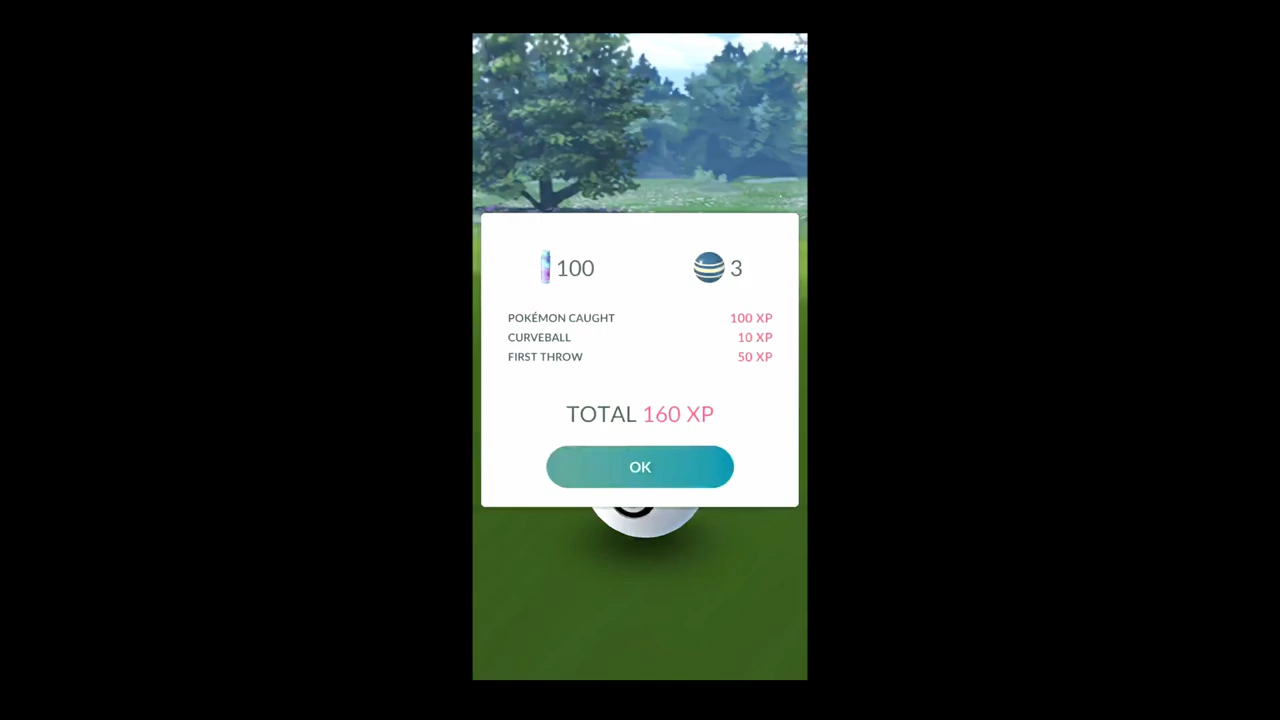 100 3
POKÉMON CAUGHT 100 XP
CURVEBALL 10 XP
FIRST THROW 50 XP
TOTAL 160 XP
OK